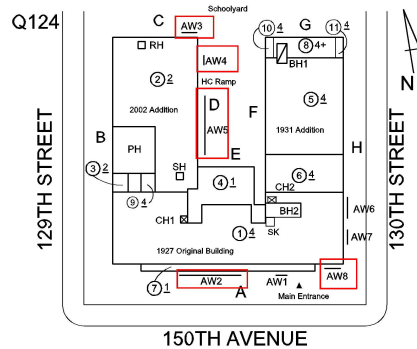 Schoolyard
Q124
C
AW3
G
10 4
8 4+
11 4
RH
AW4
BH1
N
2 2
HC Ramp
D
2002 Addition
F
5 4
AW5
1931 Addition
B
E
H
PH
SH
3 2
4 1
6 4
9 4
CH2
AW6
CH1
BH2
1 4
SK
AW7
1927 Original Building
7 1
AW2
A
AW1
AW8
Main Entrance
129TH STREET
130TH STREET
150TH AVENUE